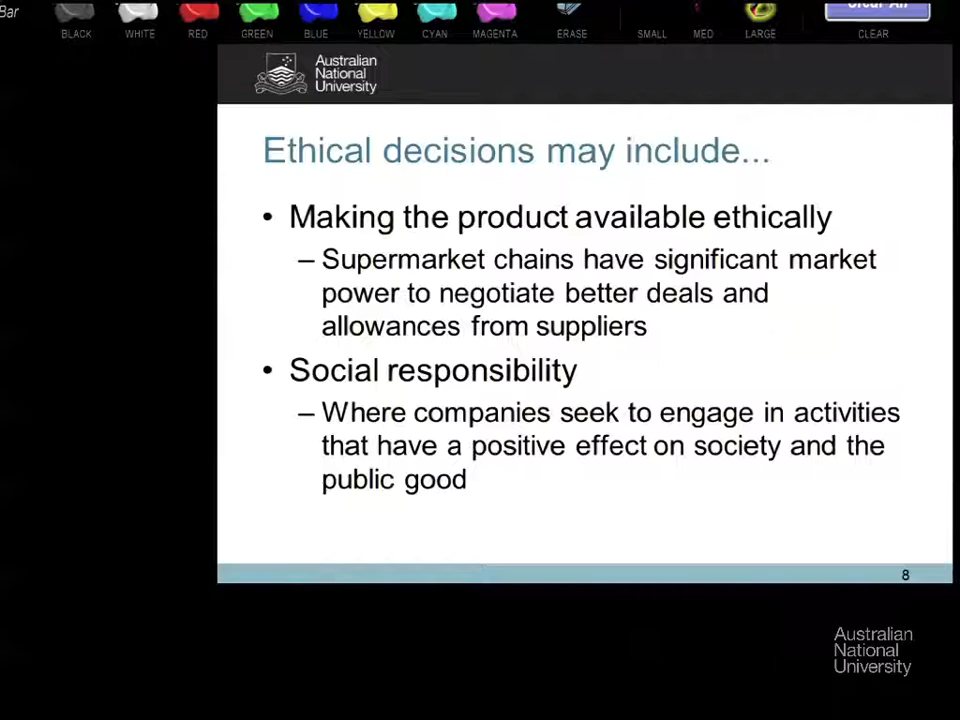 Bar
BLACK WHITE RED GREEN BLUE YELLOW CYAN MAGENTA ERASE SMALL MED LARGE CLEAR
Australian
National
University
Ethical decisions may include...
• Making the product available ethically
– Supermarket chains have significant market
power to negotiate better deals and
allowances from suppliers
• Social responsibility
– Where companies seek to engage in activities
that have a positive effect on society and the
public good
8
Australian
National
University